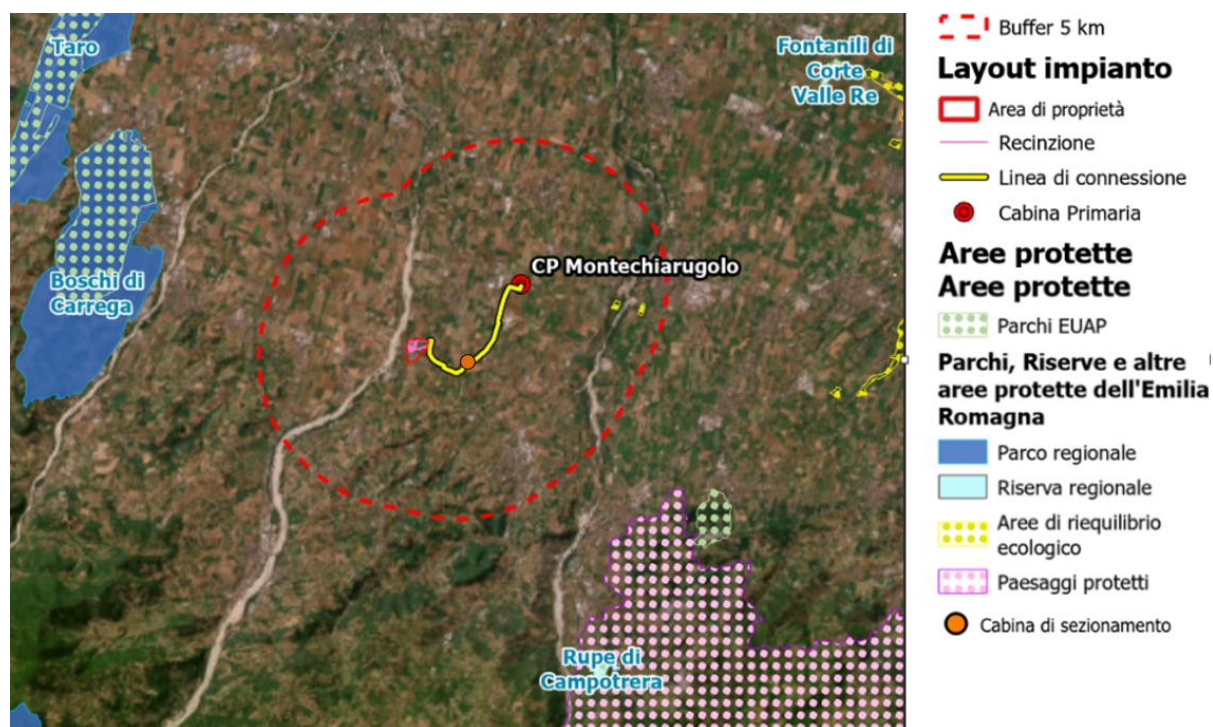 Taro
Fontanili di
Corte
Valle Re
CP Montechiarugolo
Boschi di
Carrega
Rupe di
Campotrera
Buffer 5 km
Layout impianto
Area di proprietà
Recinzione
Linea di connessione
Cabina Primaria
Aree protette
Aree protette
Parchi EUAP
Parchi, Riserve e altre
aree protette dell'Emilia
Romagna
Parco regionale
Riserva regionale
Aree di riequilibrio
ecologico
Paesaggi protetti
Cabina di sezionamento